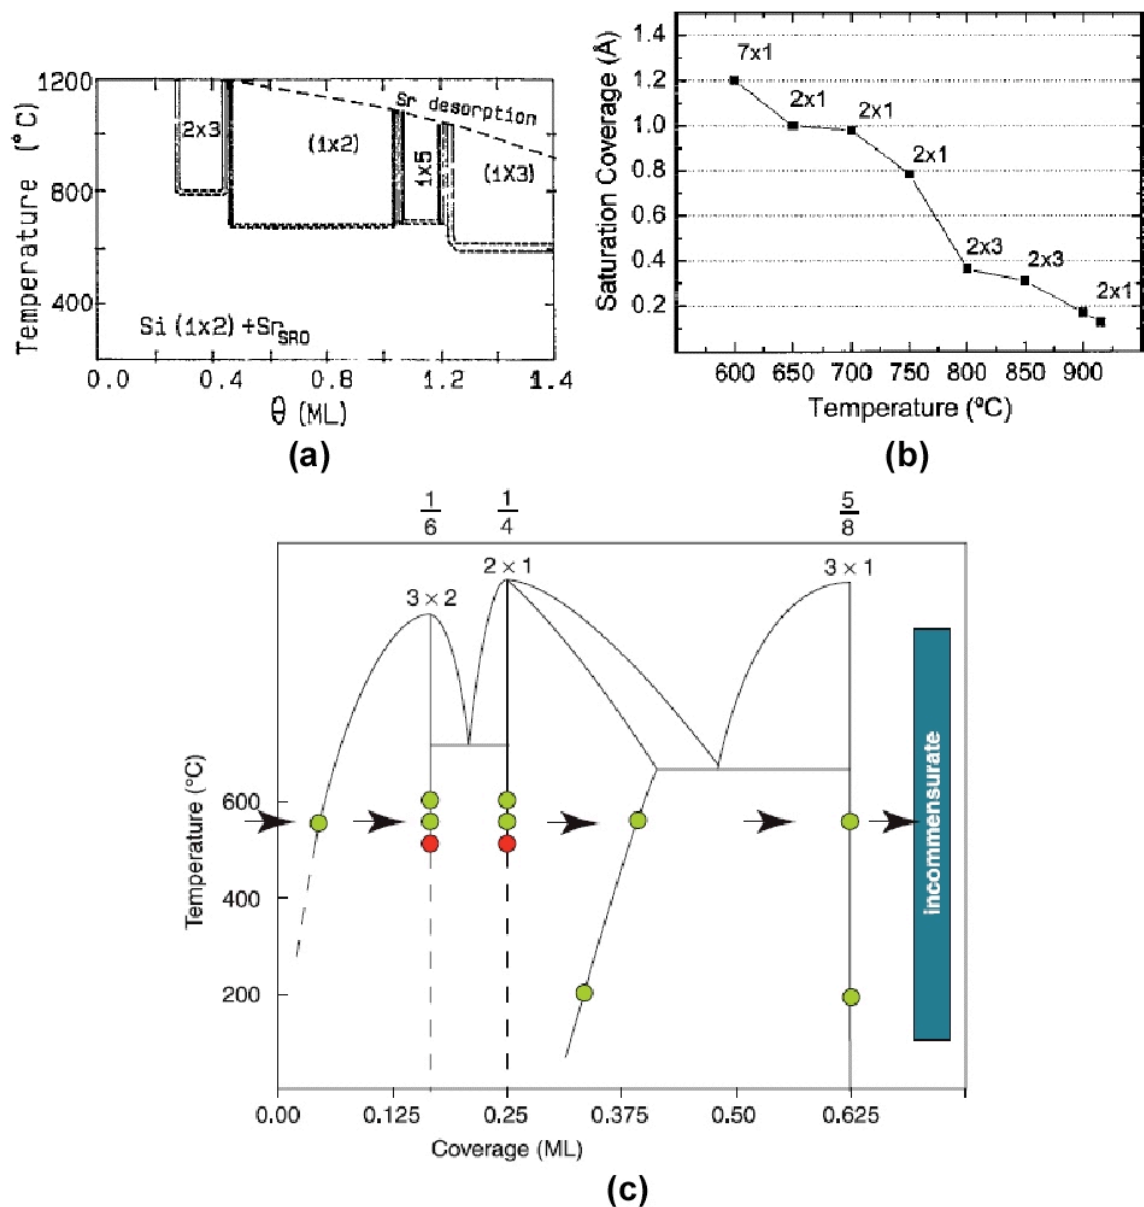 (a)
1200
800
400
Temperature (°C)
2x3
(1x2)
1x5
(1X3)
Sr desorption
Si (1x2) +Sr SRO
0.0 0.4 0.8 1.2 1.4
θ (ML)
(a)
1.4
1.2
1.0
0.8
0.6
0.4
0.2
Saturation Coverage (Å)
7x1
2x1
2x1
2x1
2x3
2x3
2x1
600 650 700 750 800 850 900
Temperature (ºC)
(b)
1/6 1/4 5/8
3 × 2
2 × 1
3 × 1
600
400
200
Temperature (°C)
incommensurate
0.00 0.125 0.25 0.375 0.50 0.625
Coverage (ML)
(c)